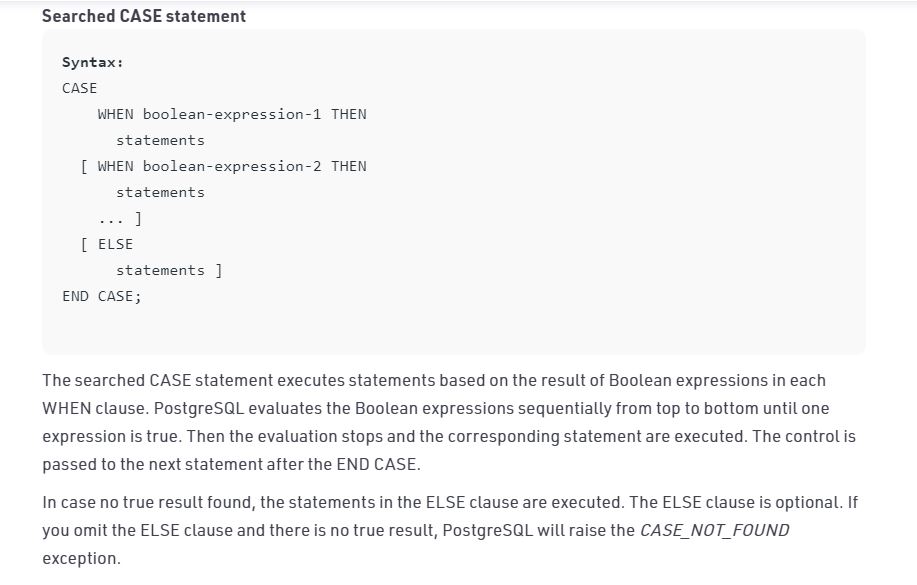 Searched CASE statement
Syntax:
CASE
    WHEN boolean-expression-1 THEN
      statements
  [ WHEN boolean-expression-2 THEN
      statements
    ... ]
  [ ELSE
      statements ]
END CASE;
The searched CASE statement executes statements based on the result of Boolean expressions in each
WHEN clause. PostgreSQL evaluates the Boolean expressions sequentially from top to bottom until one
expression is true. Then the evaluation stops and the corresponding statement are executed. The control is
passed to the next statement after the END CASE.
In case no true result found, the statements in the ELSE clause are executed. The ELSE clause is optional. If
you omit the ELSE clause and there is no true result, PostgreSQL will raise the CASE_NOT_FOUND
exception.